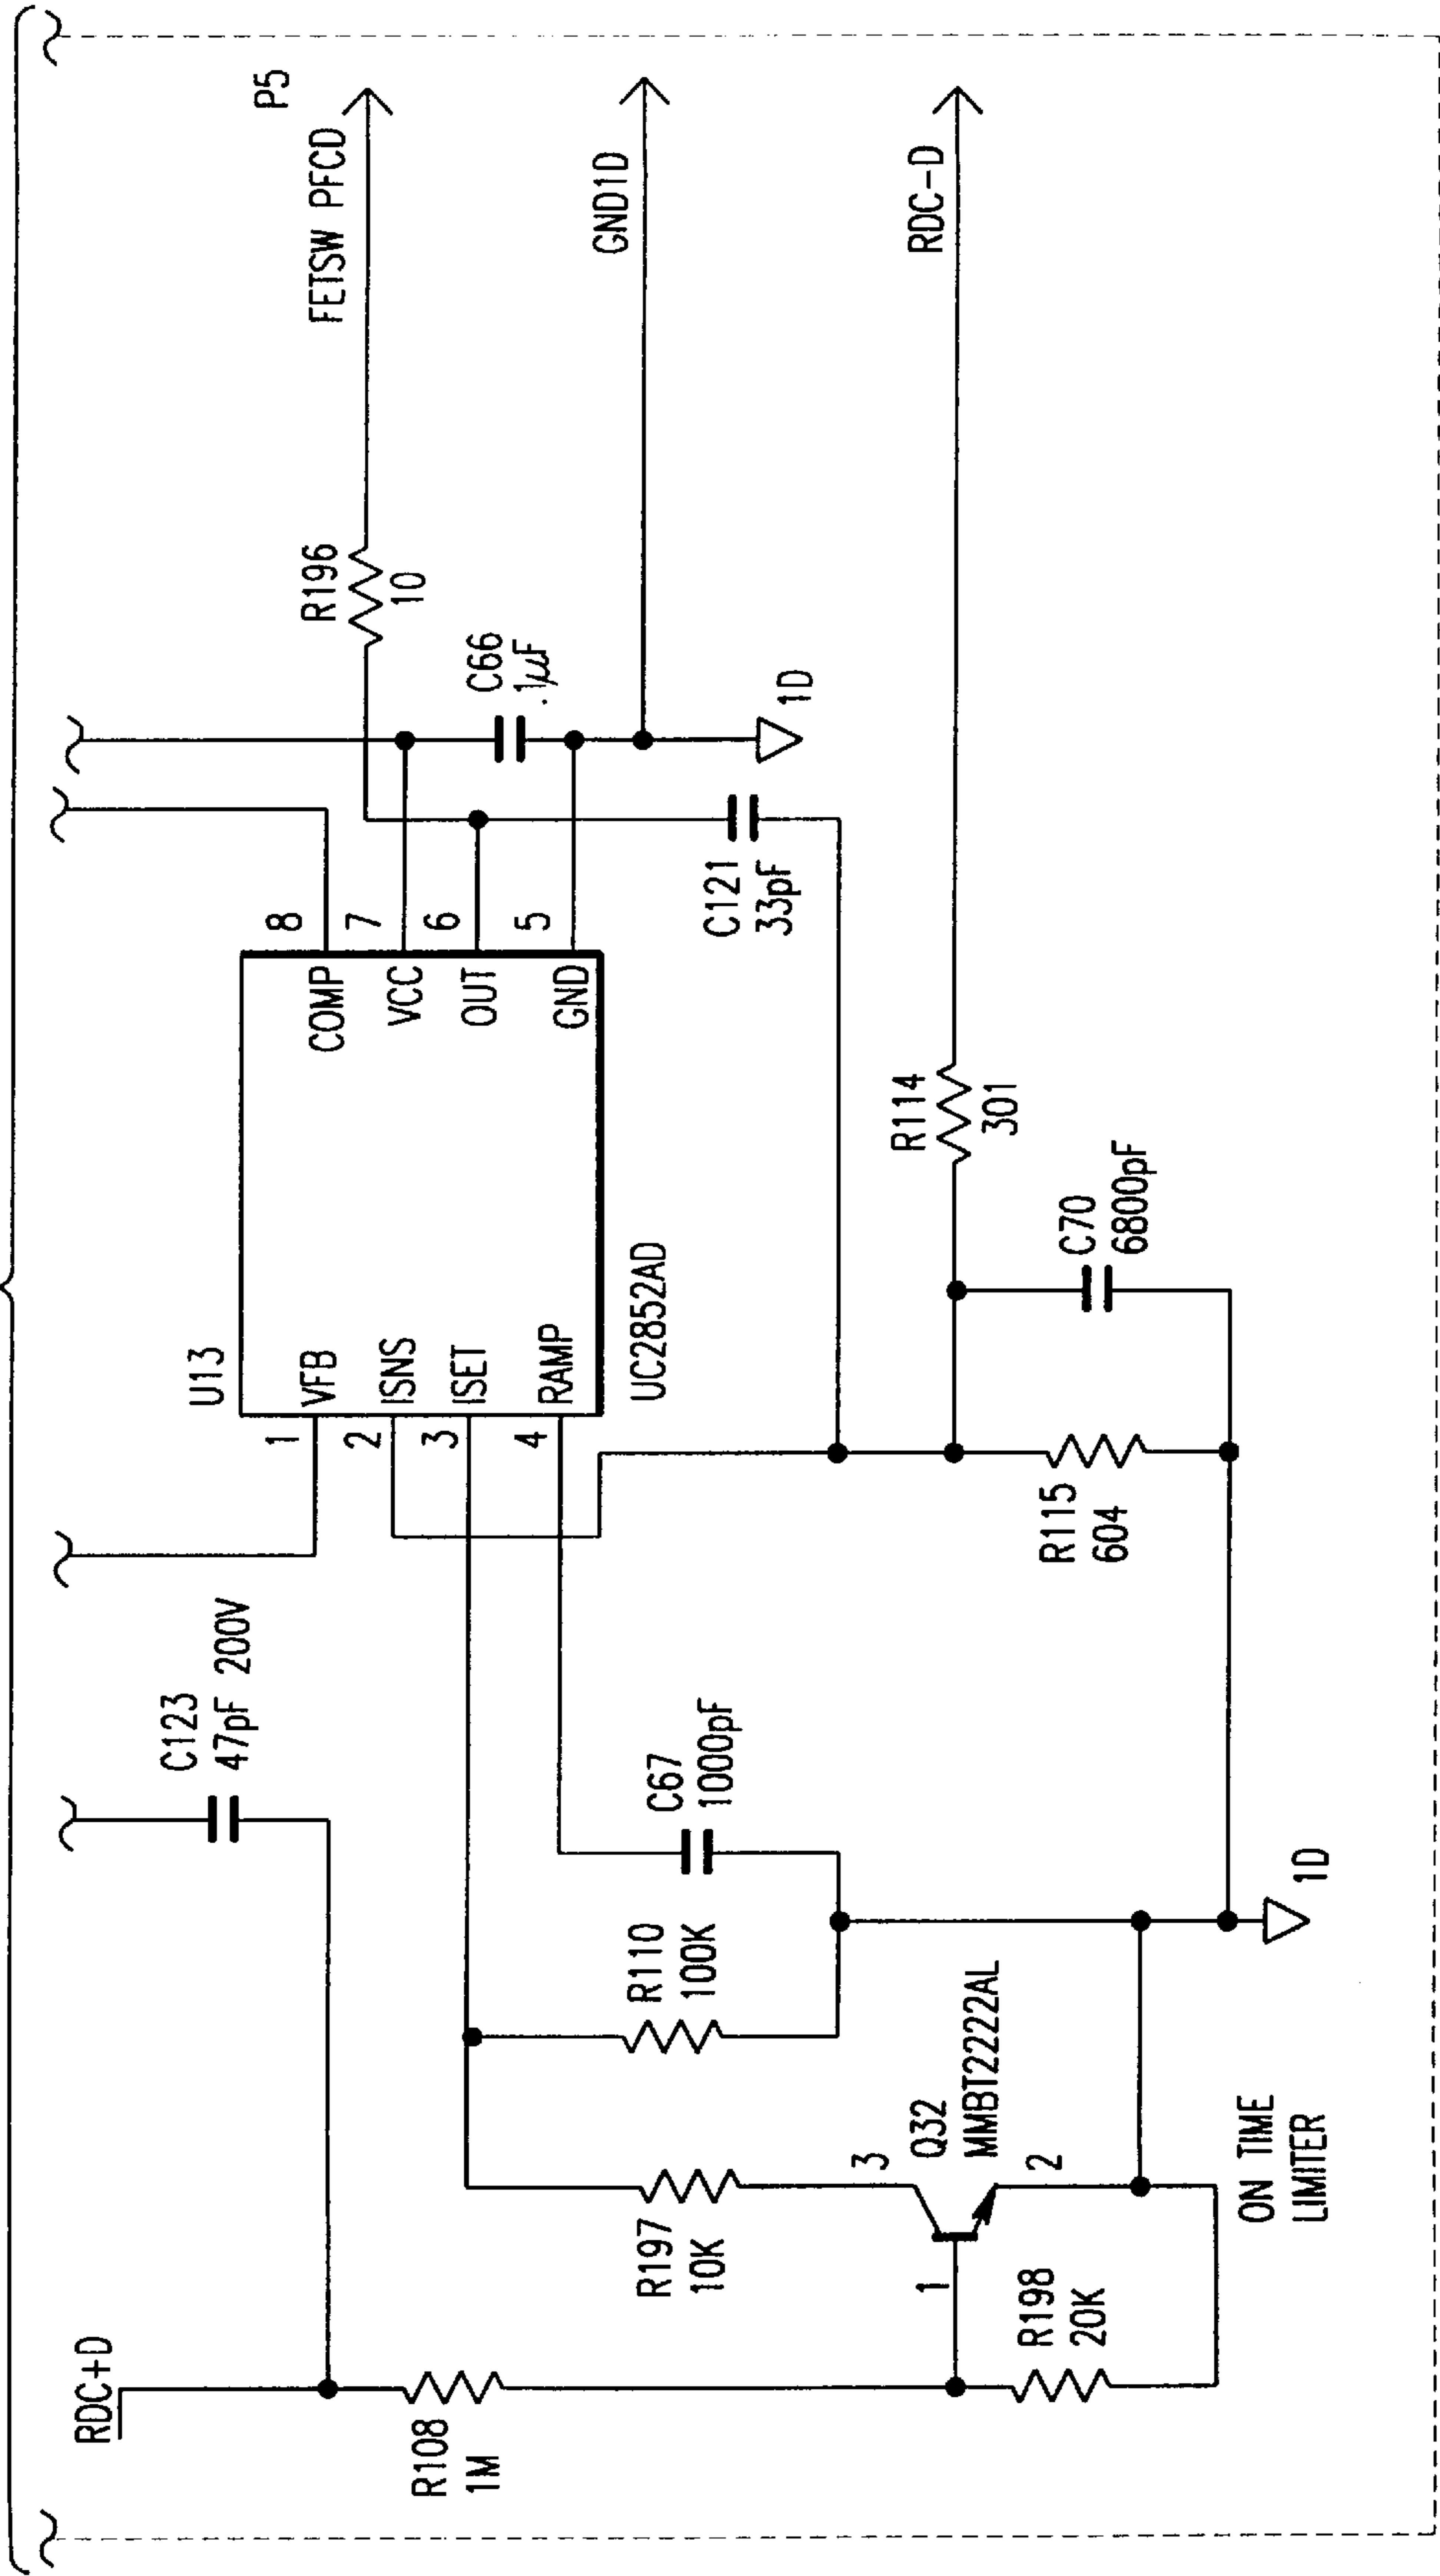 RDC+D
C123
47pF 200V
R108
1M
U13
1
VFB
2
ISNS
3
ISET
4
RAMP
UC2852AD
COMP
8
VCC
7
OUT
6
GND
5
R196
10
FETSW PFCD
P5
C66
.1µF
GND1D
1D
C121
33pF
R110
100K
C67
1000pF
R197
10K
3
Q32
MMBT2222AL
1
2
R198
20K
R115
604
R114
301
C70
6800pF
RDC-D
1D
ON TIME
LIMITER